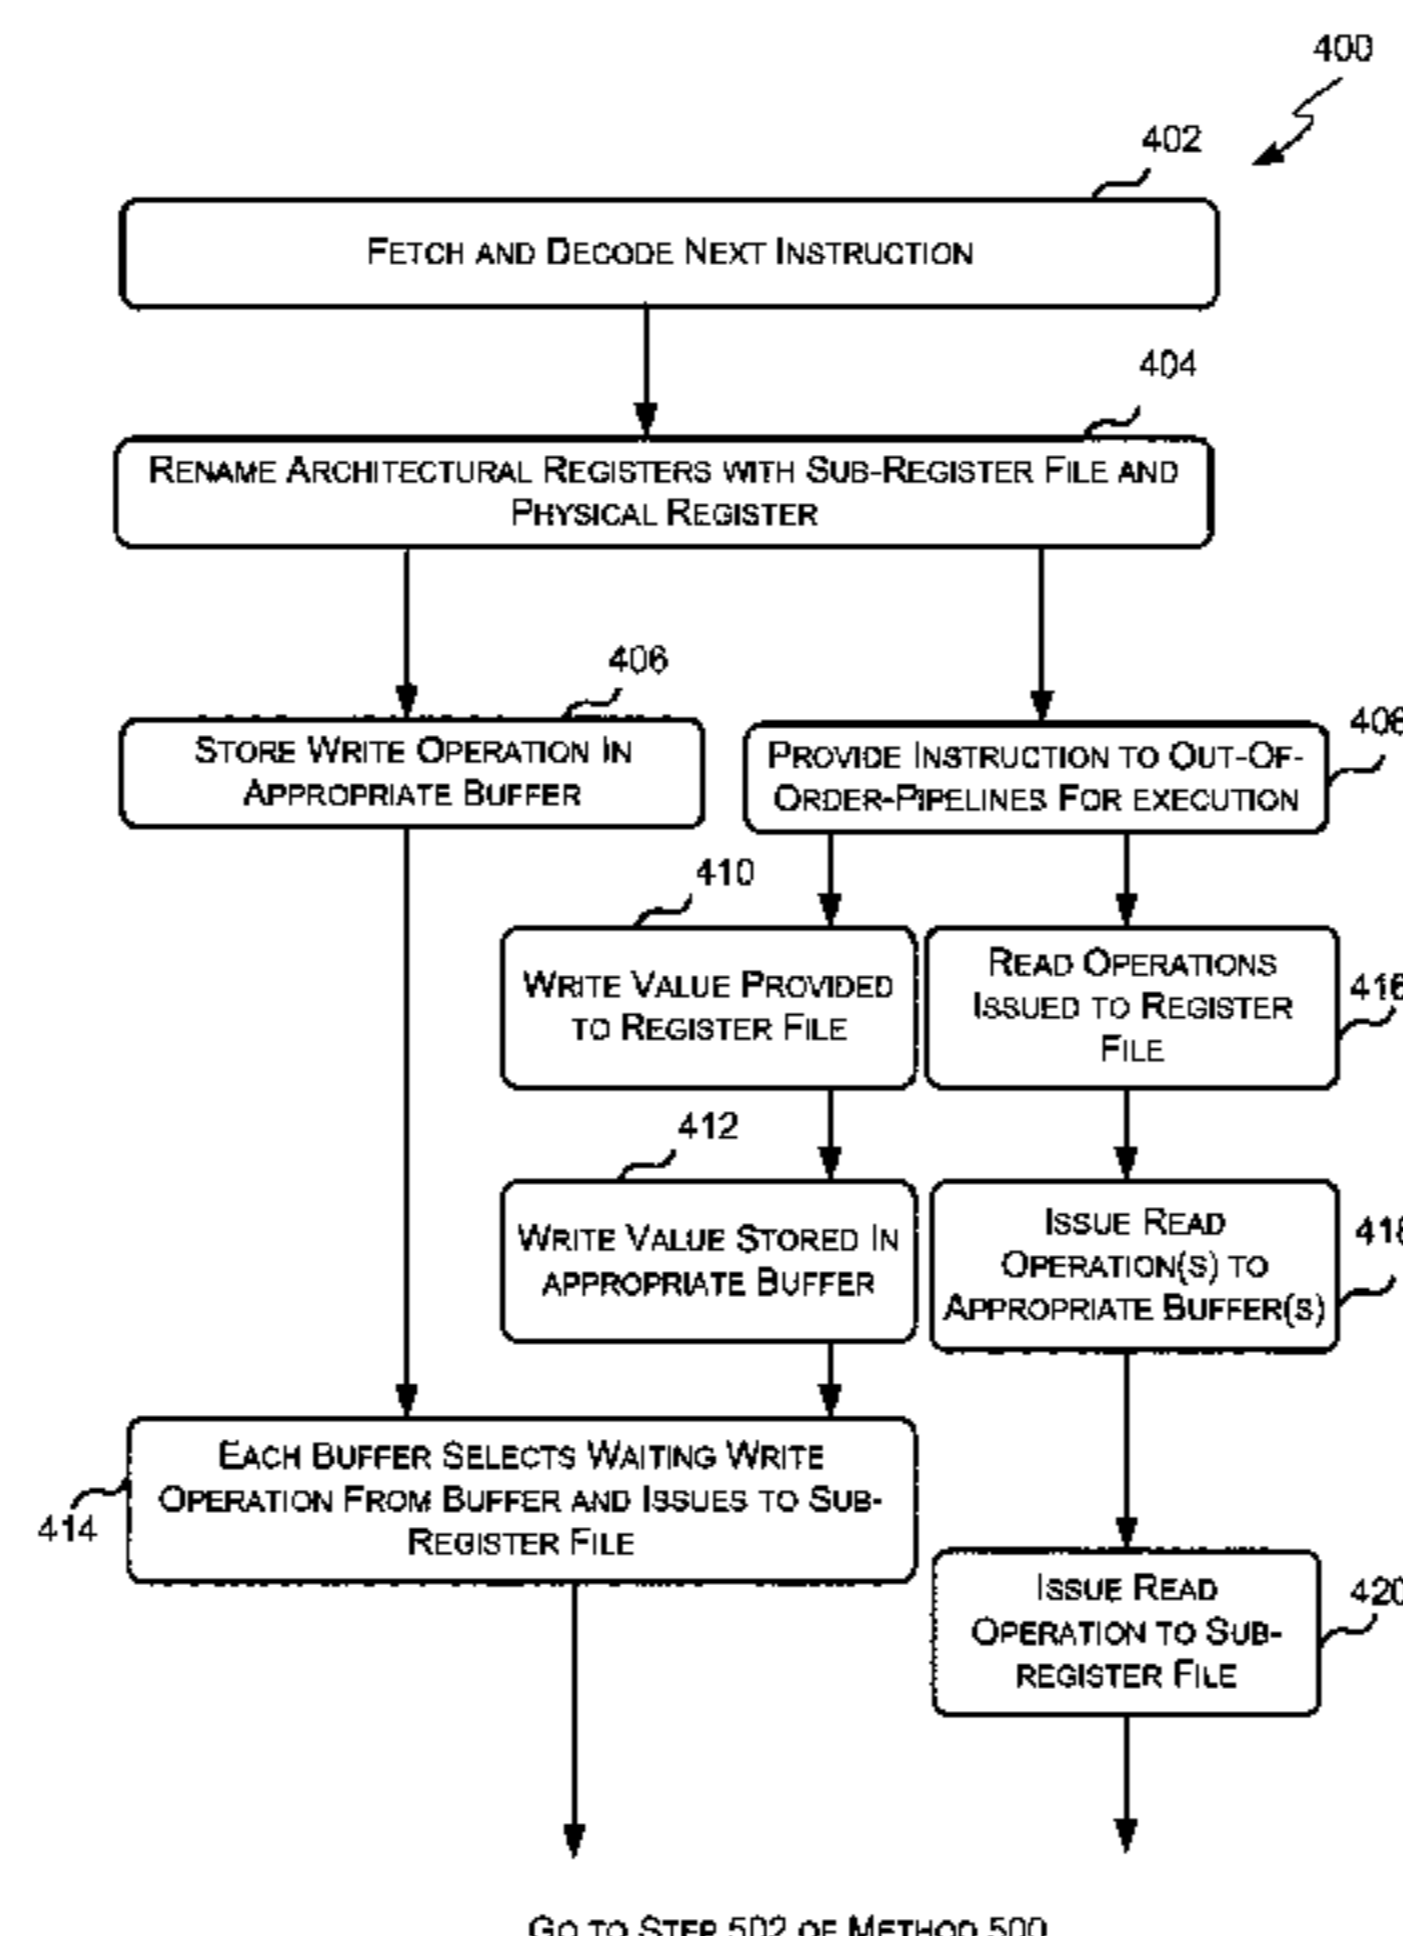 400
402
FETCH AND DECODE NEXT INSTRUCTION
404
RENAME ARCHITECTURAL REGISTERS WITH SUB-REGISTER FILE AND
PHYSICAL REGISTER
406
STORE WRITE OPERATION IN
APPROPRIATE BUFFER
PROVIDE INSTRUCTION TO OUT-OF-
ORDER-PIPELINES FOR EXECUTION
410
WRITE VALUE PROVIDED
TO REGISTER FILE
READ OPERATIONS
ISSUED TO REGISTER
FILE
416
412
WRITE VALUE STORED IN
APPROPRIATE BUFFER
ISSUE READ
OPERATION(S) TO
APPROPRIATE BUFFER(S)
418
EACH BUFFER SELECTS WAITING WRITE
OPERATION FROM BUFFER AND ISSUES TO SUB-
REGISTER FILE
414
ISSUE READ
OPERATION TO SUB-
REGISTER FILE
420
GO TO STEP 502 OF METHOD 500